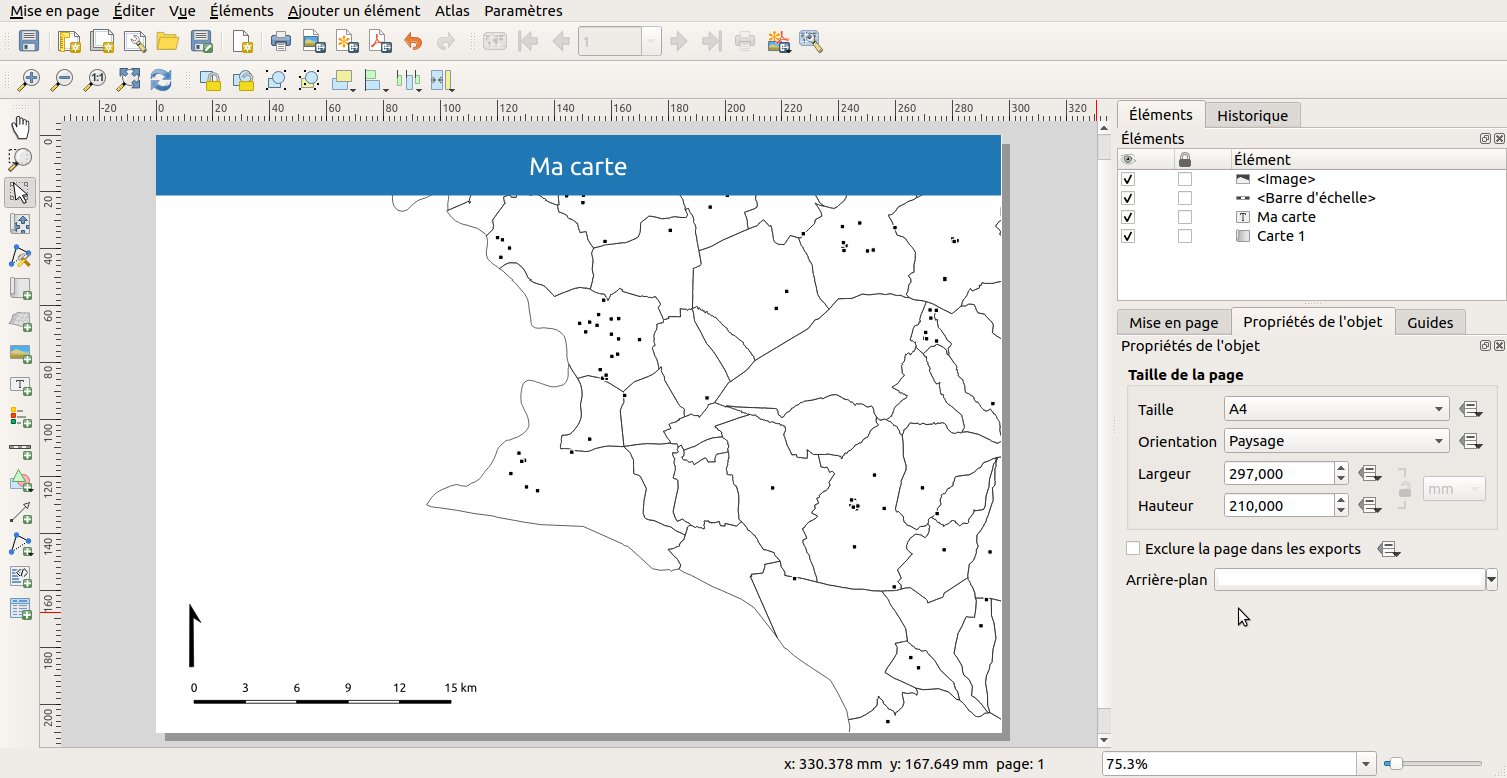 Mise en page Éditer Vue Éléments Ajouter un élément Atlas Paramètres
1
1:1
-20 0 20 40 60 80 100 120 140 160 180 200 220 240 260 280 300 320
0
20
40
60
80
100
120
140
160
180
200
Ma carte
0 3 6 9 12 15 km
Éléments Historique
Éléments
Élément
<Image>
<Barre d'échelle>
T Ma carte
Carte 1
Mise en page Propriétés de l'objet Guides
Propriétés de l'objet
Taille de la page
Taille A4
Orientation Paysage
Largeur 297,000
mm
Hauteur 210,000
Exclure la page dans les exports
Arrière-plan
x: 330.378 mm y: 167.649 mm page: 1 75.3%